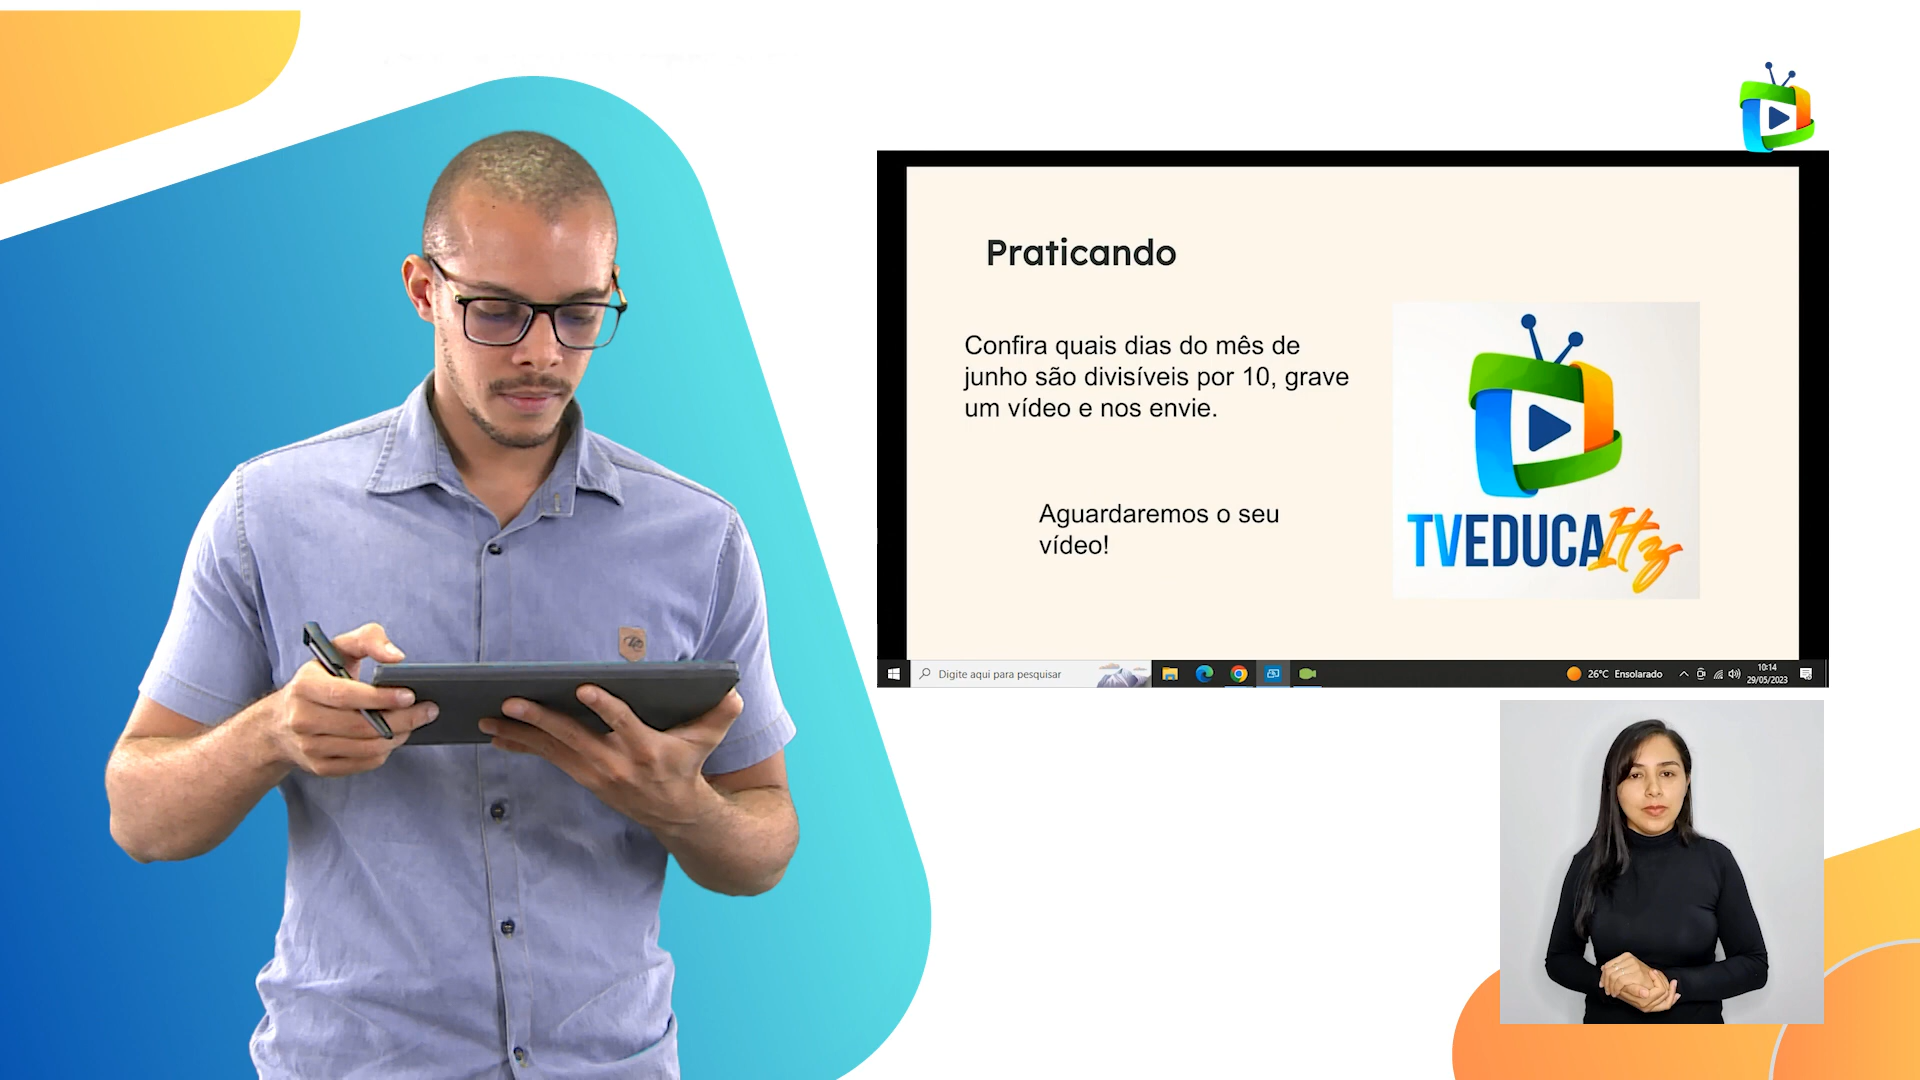 Praticando
Confira quais dias do mês de
junho são divisíveis por 10, grave
um vídeo e nos envie.
Aguardaremos o seu
vídeo!
TVEDUCAItz
Digite aqui para pesquisar
26°C Ensolarado
10:14
29/05/2023